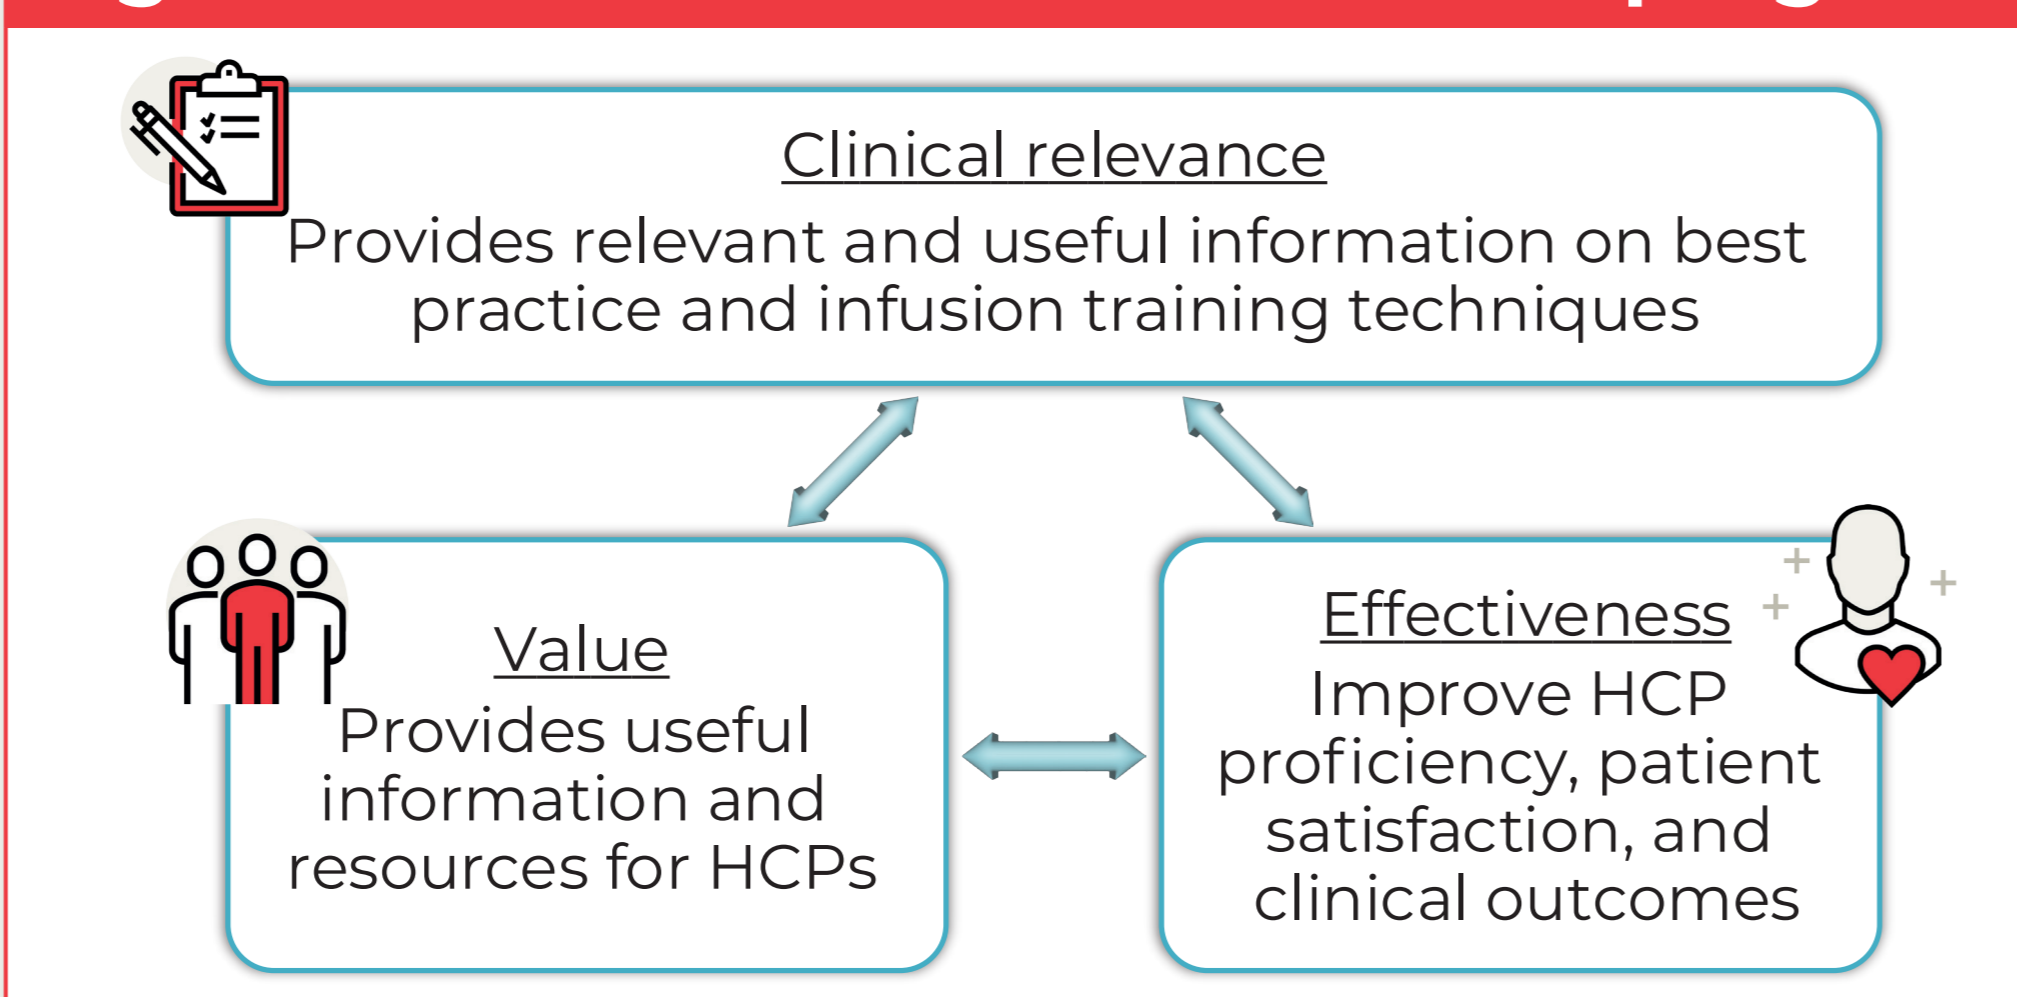 Clinical relevance
Provides relevant and useful information on best
practice and infusion training techniques
Value
Provides useful
information and
resources for HCPs
Effectiveness
Improve HCP
proficiency, patient
satisfaction, and
clinical outcomes